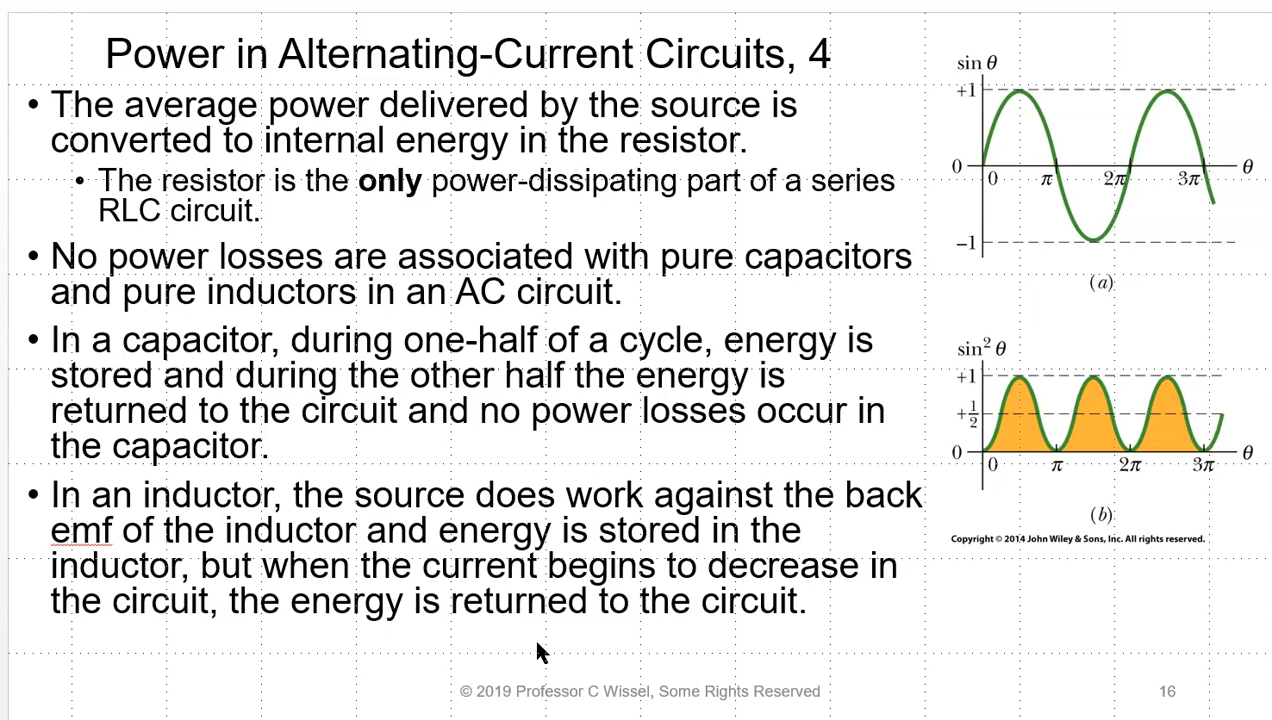 Power in Alternating-Current Circuits, 4
• The average power delivered by the source is
converted to internal energy in the resistor.
• The resistor is the only power-dissipating part of a series
RLC circuit.
• No power losses are associated with pure capacitors
and pure inductors in an AC circuit.
• In a capacitor, during one-half of a cycle, energy is
stored and during the other half the energy is
returned to the circuit and no power losses occur in
the capacitor.
• In an inductor, the source does work against the back
emf of the inductor and energy is stored in the
inductor, but when the current begins to decrease in
the circuit, the energy is returned to the circuit.
sin θ
+1
0
θ
0 π 2π 3π
−1
(a)
sin² θ
+1
+½
0
θ
0 π 2π 3π
(b)
Copyright © 2014 John Wiley & Sons, Inc. All rights reserved.
© 2019 Professor C Wissel, Some Rights Reserved
16